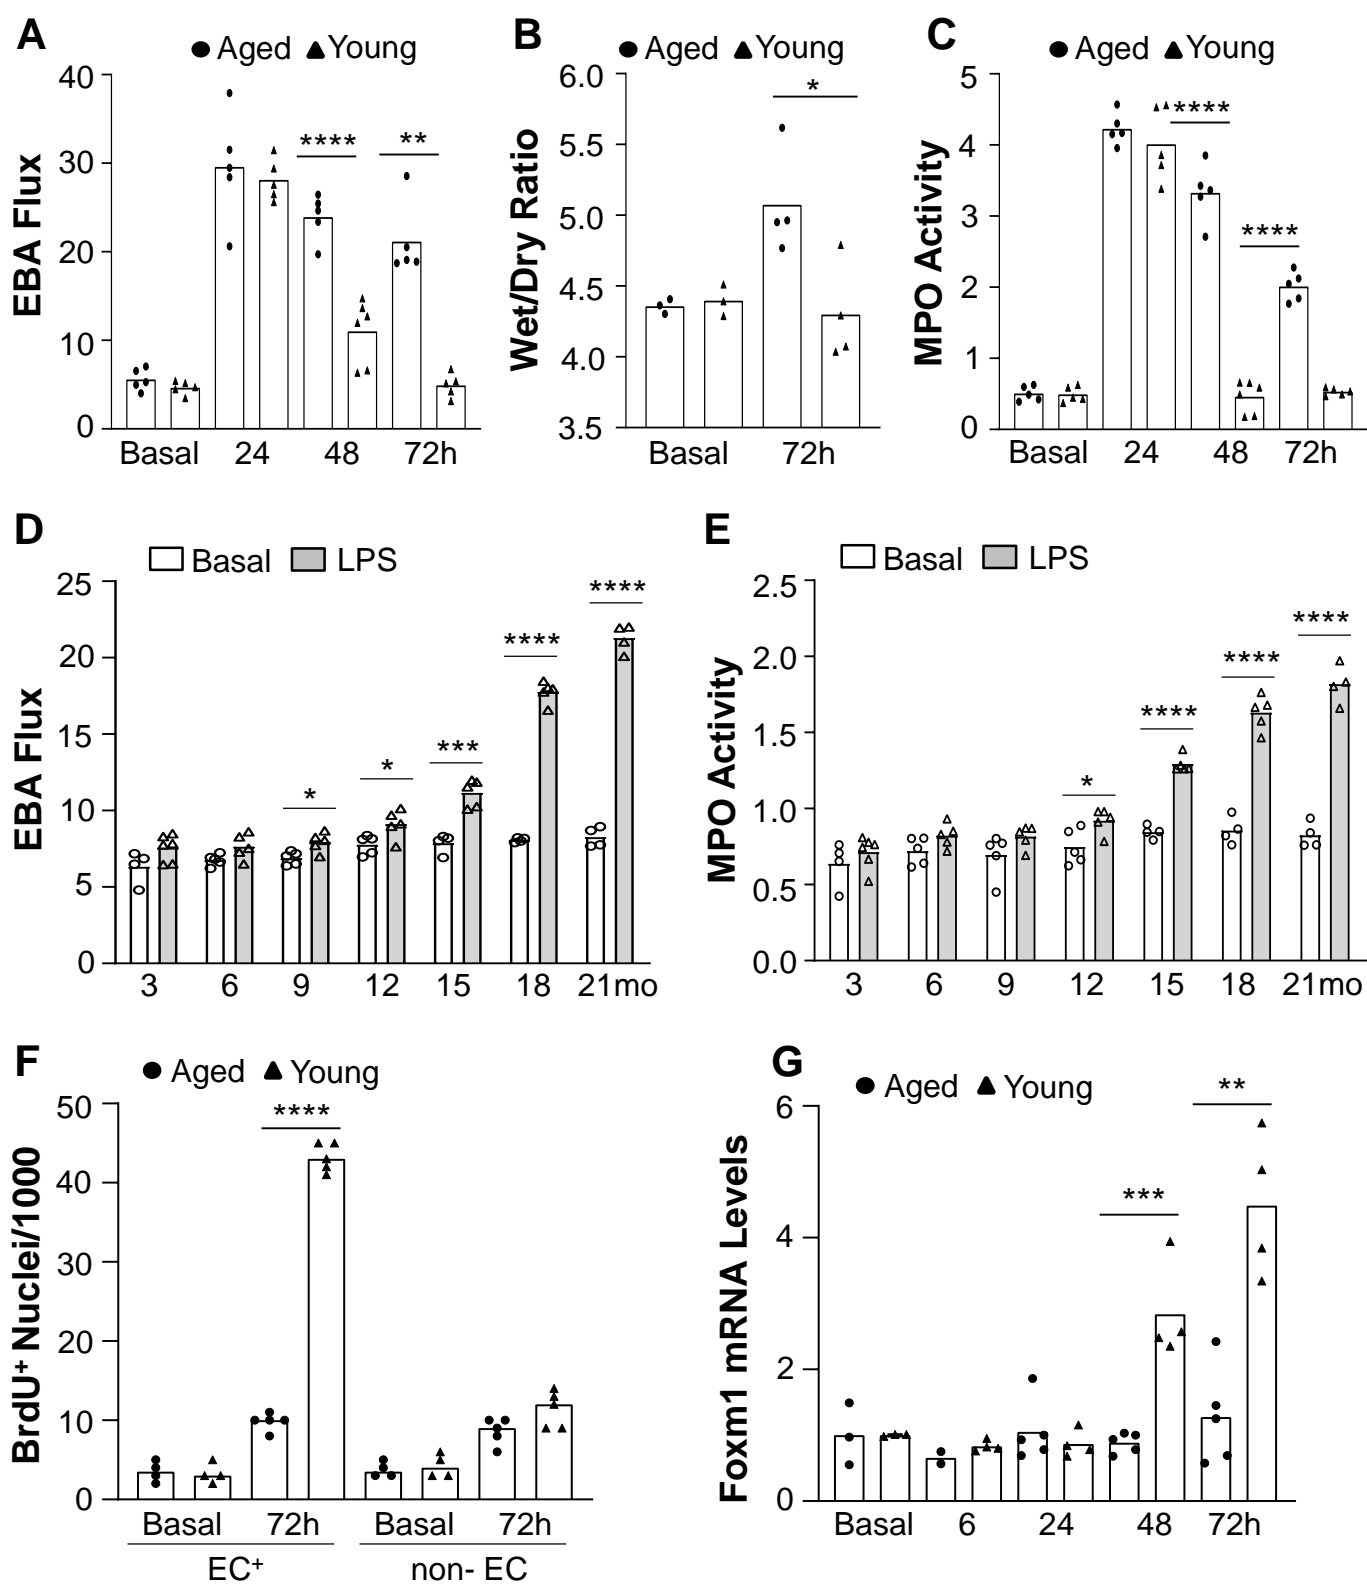 A
● Aged ▲ Young
EBA Flux
40
30
20
10
0
****
**
Basal 24 48 72h
B
● Aged ▲ Young
Wet/Dry Ratio
6.0
5.5
5.0
4.5
4.0
3.5
*
Basal 72h
C
● Aged ▲ Young
MPO Activity
5
4
3
2
1
0
****
****
Basal 24 48 72h
D
Basal LPS
EBA Flux
25
20
15
10
5
0
*
*
***
****
****
3 6 9 12 15 18 21mo
E
Basal LPS
MPO Activity
2.5
2.0
1.5
1.0
0.5
0.0
*
****
****
****
3 6 9 12 15 18 21mo
F
● Aged ▲ Young
BrdU⁺ Nuclei/1000
50
40
30
20
10
0
****
Basal 72h Basal 72h
EC⁺ non- EC
G
● Aged ▲ Young
Foxm1 mRNA Levels
6
4
2
0
***
**
Basal 6 24 48 72h